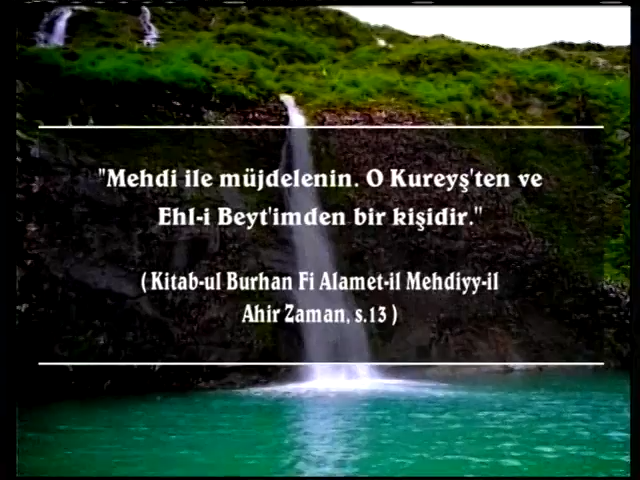 "Mehdi ile müjdelenin. O Kureyş'ten ve
Ehl-i Beyt'imden bir kişidir."
( Kitab-ul Burhan Fi Alamet-il Mehdiyy-il
Ahir Zaman, s.13 )